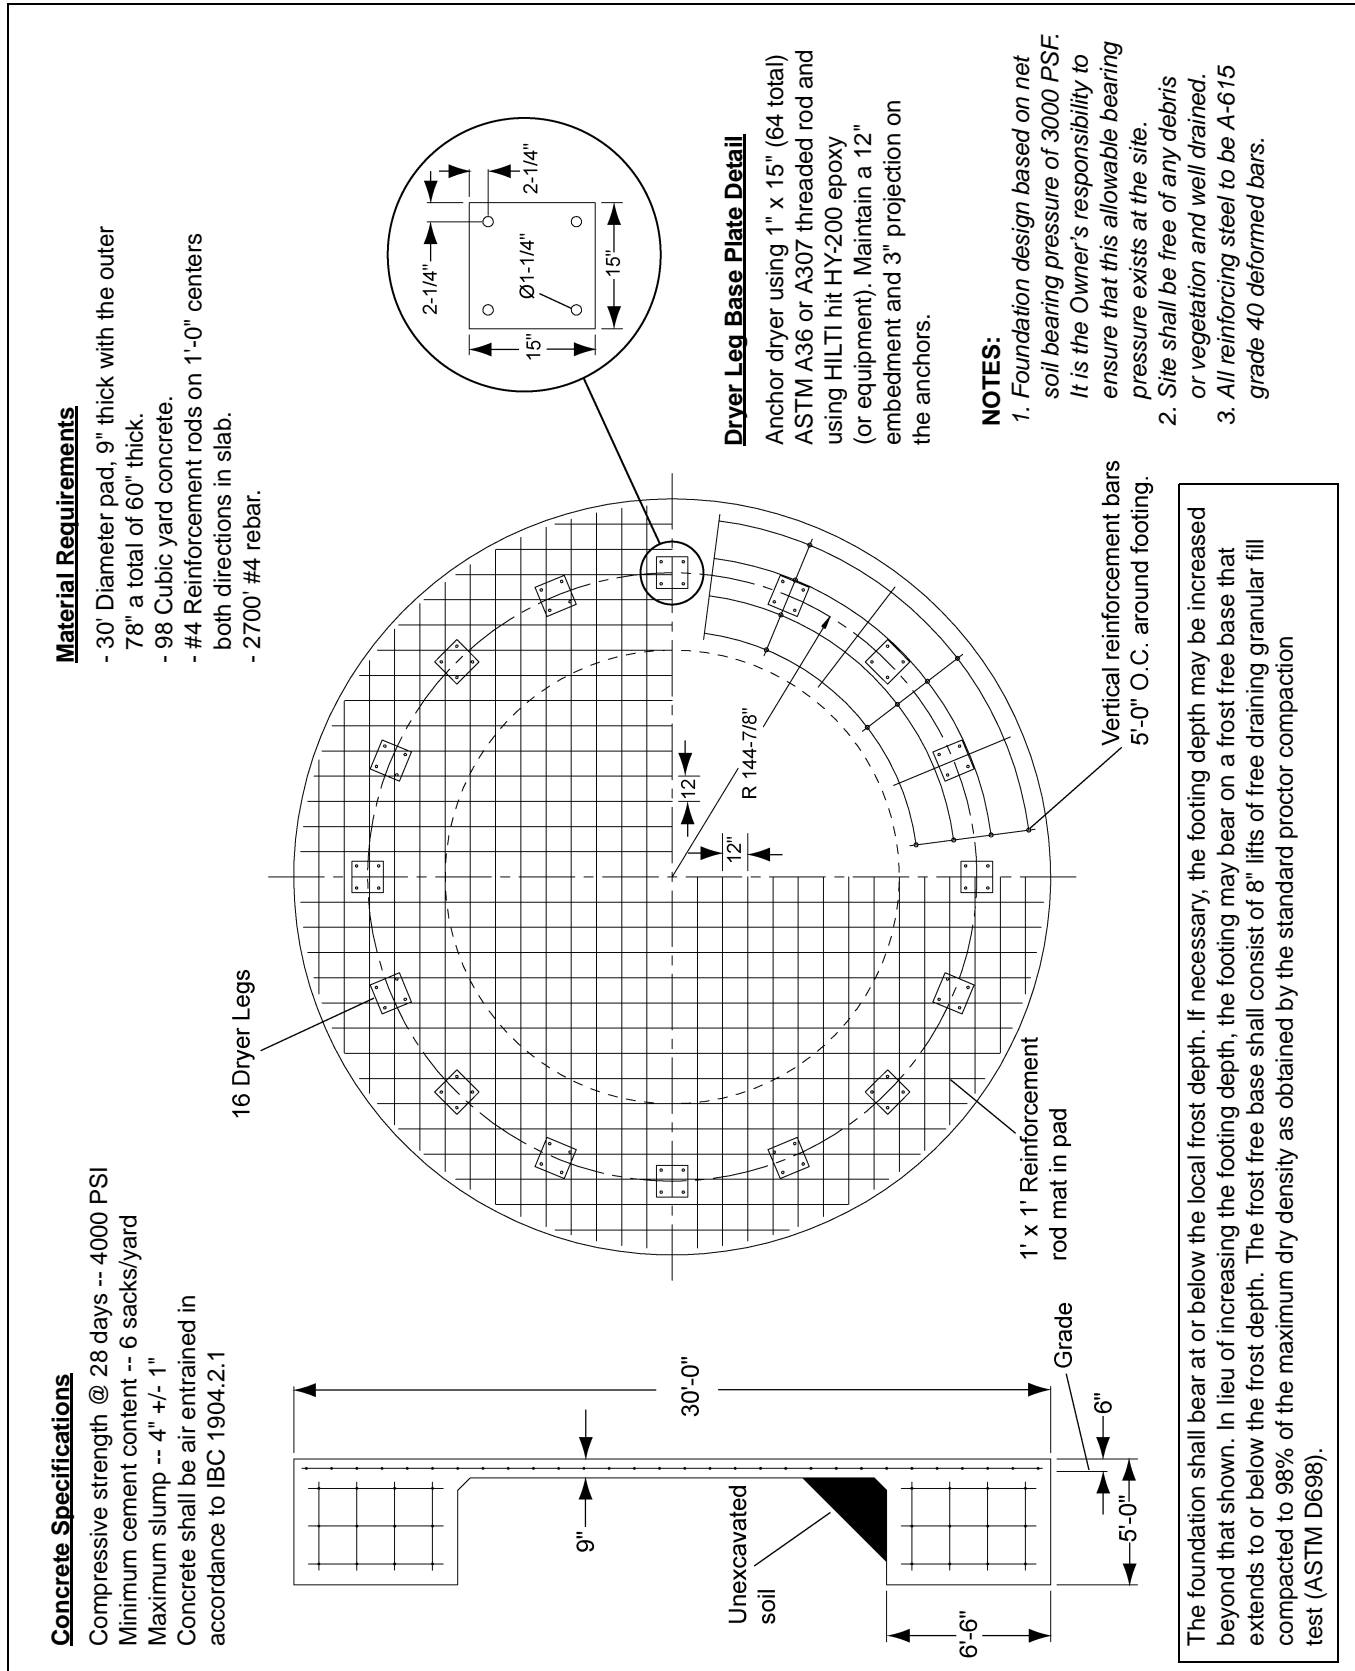 Concrete Specifications
Compressive strength @ 28 days -- 4000 PSI
Minimum cement content -- 6 sacks/yard
Maximum slump -- 4" +/- 1"
Concrete shall be air entrained in
accordance to IBC 1904.2.1
Material Requirements
- 30' Diameter pad, 9" thick with the outer
78" a total of 60" thick.
- 98 Cubic yard concrete.
- #4 Reinforcement rods on 1'-0" centers
both directions in slab.
- 2700' #4 rebar.
16 Dryer Legs
2-1/4"
2-1/4"
Ø1-1/4"
15"
15"
Dryer Leg Base Plate Detail
Anchor dryer using 1" x 15" (64 total)
ASTM A36 or A307 threaded rod and
using HILTI hit HY-200 epoxy
(or equipment). Maintain a 12"
embedment and 3" projection on
the anchors.
NOTES:
1. Foundation design based on net
soil bearing pressure of 3000 PSF.
It is the Owner's responsibility to
ensure that this allowable bearing
pressure exists at the site.
2. Site shall be free of any debris
or vegetation and well drained.
3. All reinforcing steel to be A-615
grade 40 deformed bars.
30'-0"
9"
Unexcavated
soil
6'-6"
5'-0"
6"
Grade
12
12"
R 144-7/8"
1' x 1' Reinforcement
rod mat in pad
Vertical reinforcement bars
5'-0" O.C. around footing.
The foundation shall bear at or below the local frost depth. If necessary, the footing depth may be increased
beyond that shown. In lieu of increasing the footing depth, the footing may bear on a frost free base that
extends to or below the frost depth. The frost free base shall consist of 8" lifts of free draining granular fill
compacted to 98% of the maximum dry density as obtained by the standard proctor compaction
test (ASTM D698).